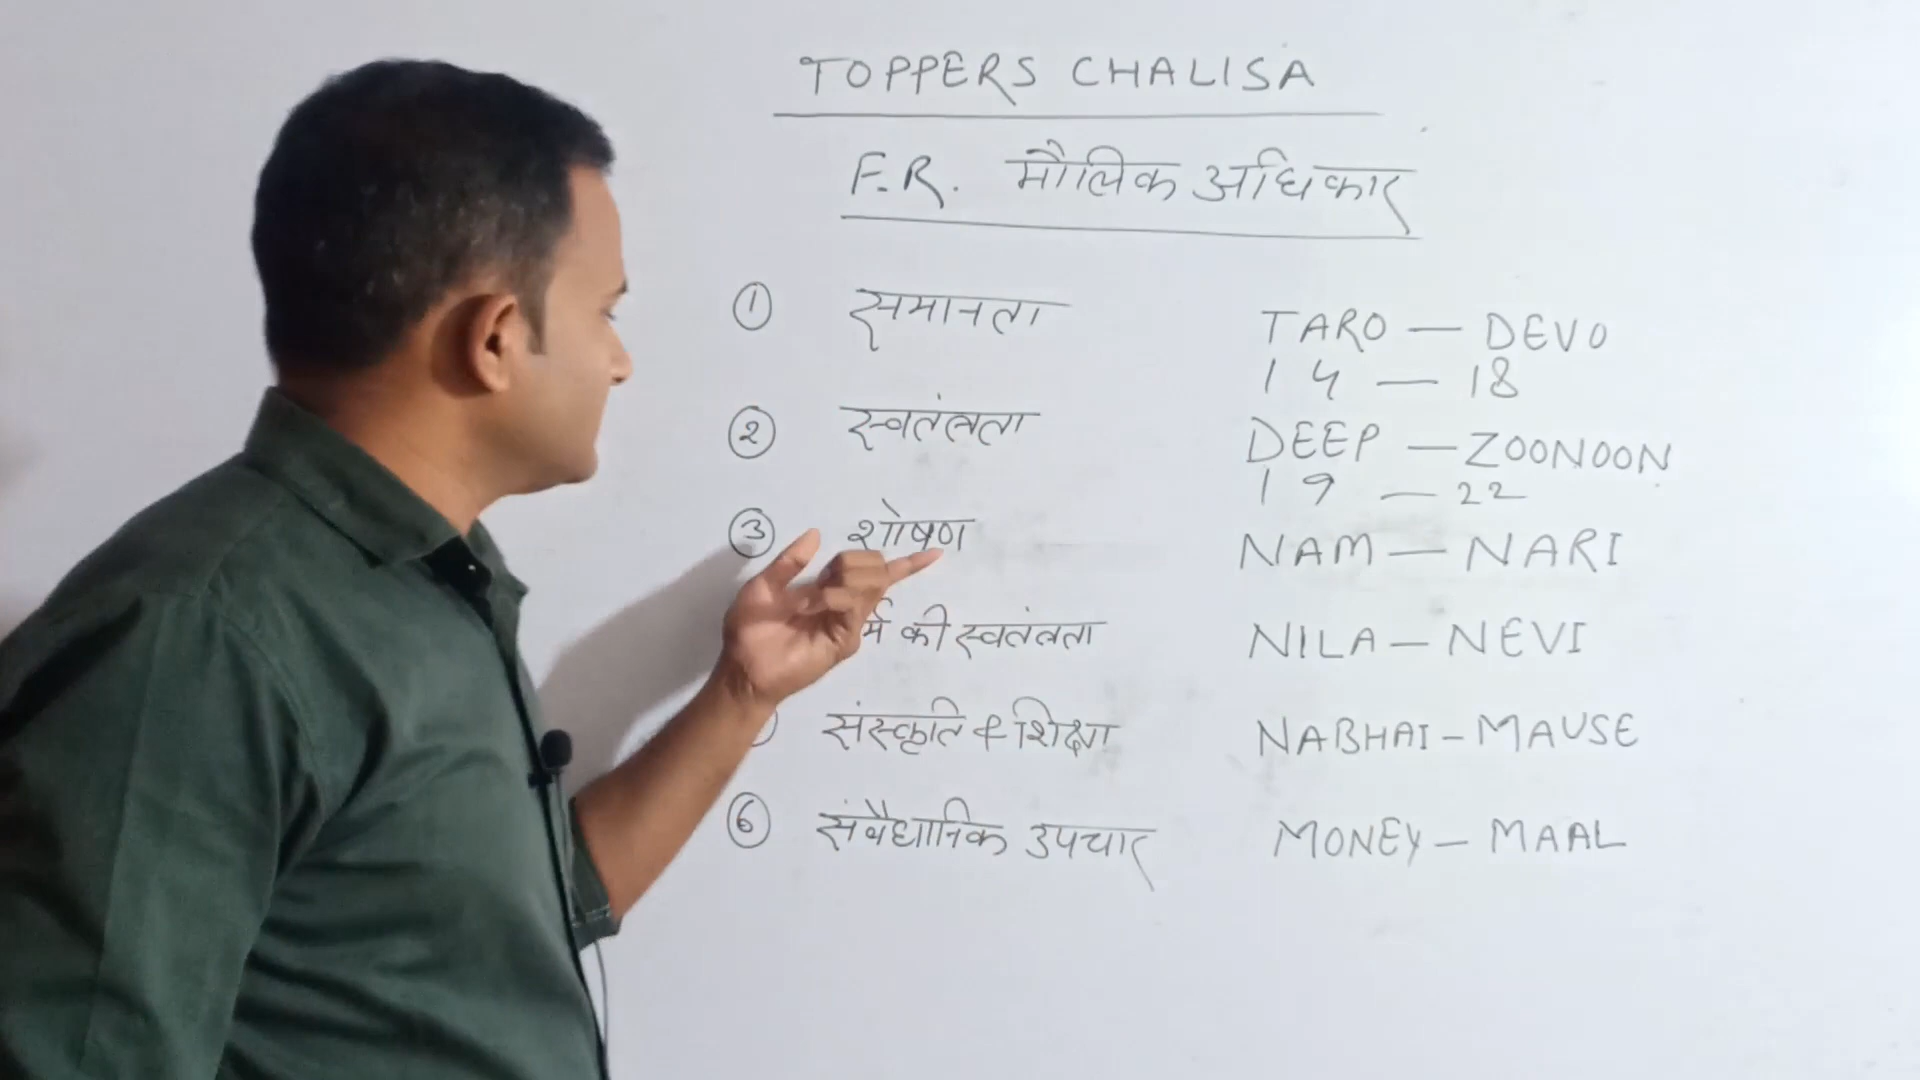 TOPPERS CHALISA
F.R. मौलिक अधिकार
① समानता TARO — DEVO
14 — 18
② स्वतंत्रता DEEP — ZOONOON
19 — 22
③ शोषण NAM — NARI
की स्वतंत्रता NILA — NEVI
संस्कृति & शिक्षा NABHAI - MAUSE
⑥ संवैधानिक उपचार MONEY — MAAL